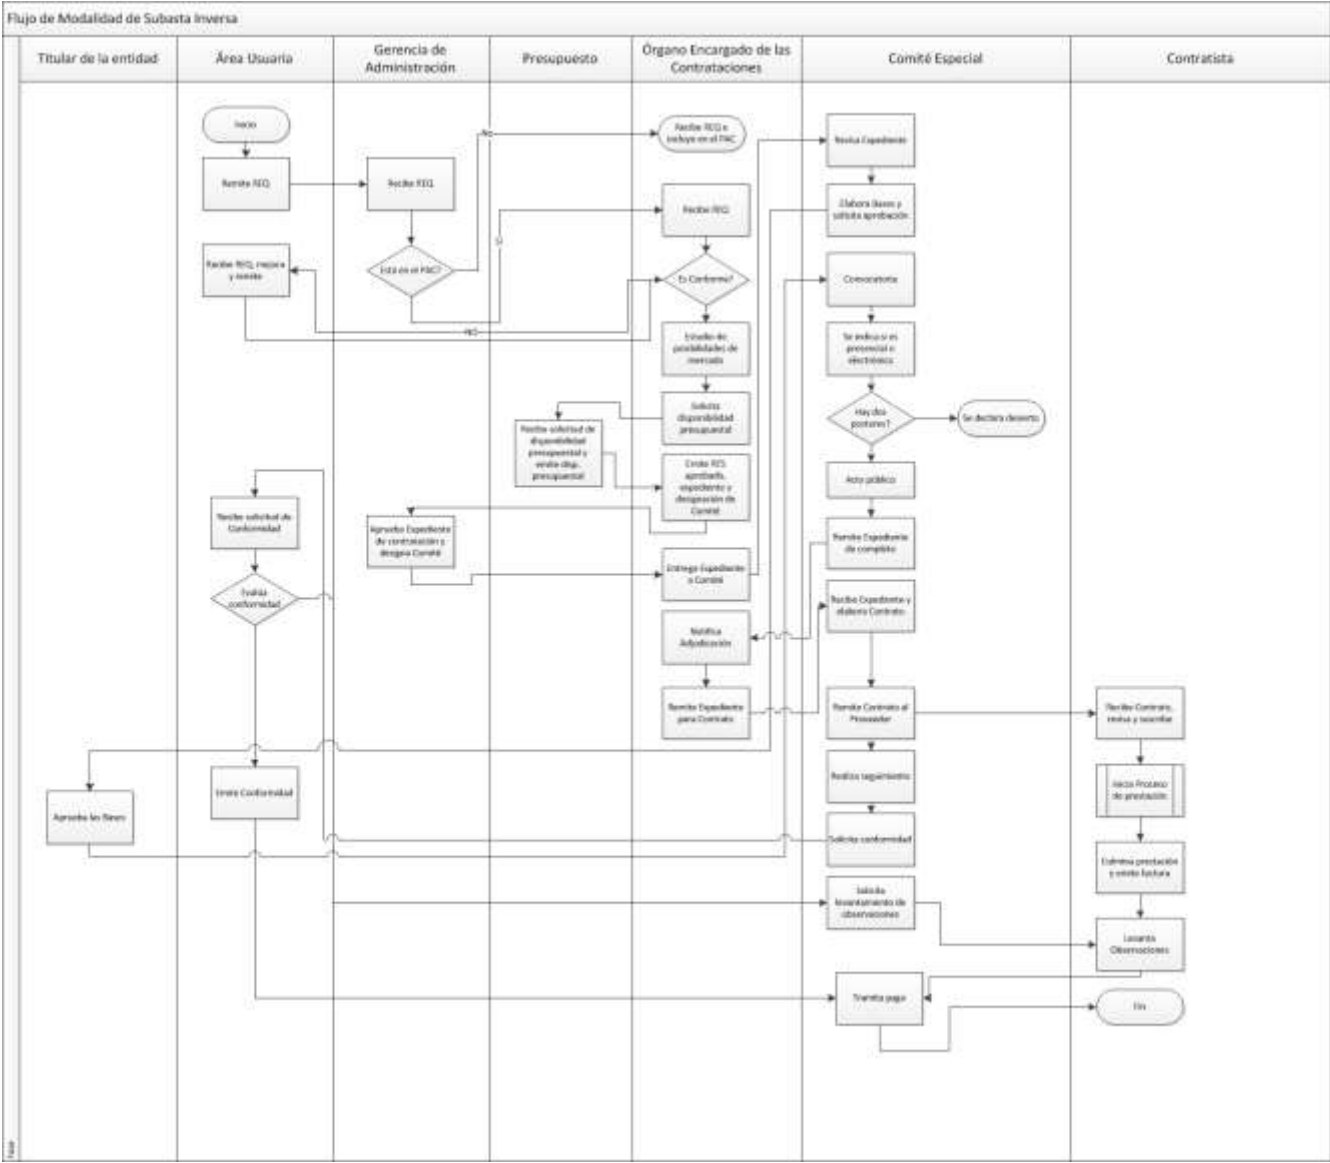 Flujo de Modalidad de Subasta Inversa
Titular de la entidad
Área Usuaria
Gerencia de
Administración
Presupuesto
Órgano Encargado de las
Contrataciones
Comité Especial
Contratista
Inicio
Remite REQ
Recibe REQ, mejora
y remite
Recibe solicitud de
Conformidad
Evalúa
conformidad
Emite Conformidad
Aprueba las Bases
Recibe REQ
Está en el PAC?
No
Si
NO
Aprueba Expediente
de contratación y
designa Comité
Recibe solicitud de
disponibilidad
presupuestal y
emite disp.
presupuestal
Recibe REQ e
incluye en el PAC
Recibe REQ
Es Conforme?
Estudio de
posibilidades de
mercado
Solicita
disponibilidad
presupuestal
Emite RES
aprobado,
expediente y
designación de
Comité
Entrega Expediente
a Comité
Notifica
Adjudicación
Remite Expediente
para Contrato
Revisa Expediente
Elabora Bases y
solicita aprobación
Convocatoria
Se indica si es
presencial o
electrónica
Hay dos
postores?
Se declara desierto
Acto público
Remite Expediente
de completo
Recibe Expediente y
elabora Contrato
Remite Contrato al
Proveedor
Realiza seguimiento
Solicita conformidad
Solicita
levantamiento de
observaciones
Tramita pago
Recibe Contrato,
revisa y suscribe
Inicia Proceso
de prestación
Culmina prestación
y emite factura
Levanta
Observaciones
Fin
Fase